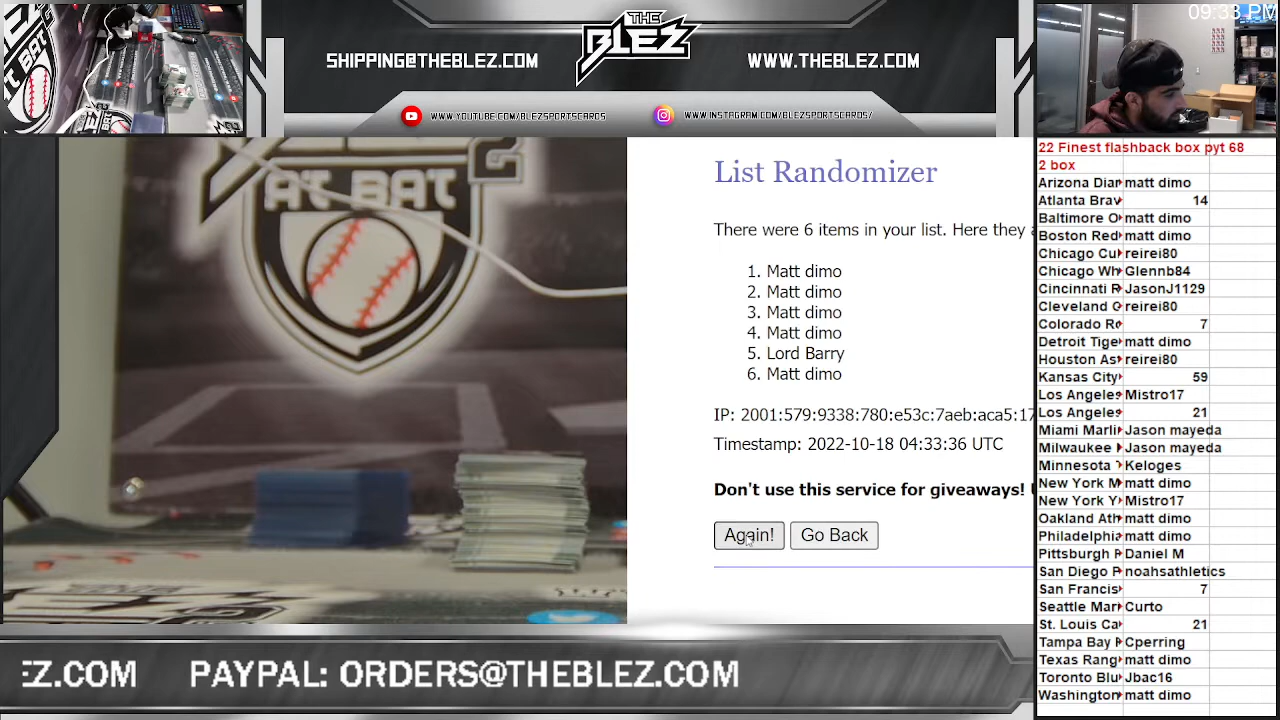 09:33 PM
THE
BLEZ
SHIPPING@THEBLEZ.COM
WWW.THEBLEZ.COM
WWW.YOUTUBE.COM/BLEZSPORTSCARDS
WWW.INSTAGRAM.COM/BLEZSPORTSCARDS/
AT BAT
List Randomizer
There were 6 items in your list. Here they
1. Matt dimo
2. Matt dimo
3. Matt dimo
4. Matt dimo
5. Lord Barry
6. Matt dimo
IP: 2001:579:9338:780:e53c:7aeb:aca5:17
Timestamp: 2022-10-18 04:33:36 UTC
Don't use this service for giveaways!
Again! Go Back
22 Finest flashback box pyt 68
2 box
Arizona Diar matt dimo
Atlanta Brav 14
Baltimore O matt dimo
Boston Red matt dimo
Chicago Cu reirei80
Chicago Wh Glennb84
Cincinnati R JasonJ1129
Cleveland G reirei80
Colorado Ro 7
Detroit Tige matt dimo
Houston As reirei80
Kansas City 59
Los Angeles Mistro17
Los Angeles 21
Miami Marli Jason mayeda
Milwaukee Jason mayeda
Minnesota Keloges
New York M matt dimo
New York Y Mistro17
Oakland Ath matt dimo
Philadelphia matt dimo
Pittsburgh P Daniel M
San Diego P noahsathletics
San Francis 7
Seattle Mar Curto
St. Louis Ca 21
Tampa Bay Cperring
Texas Rang matt dimo
Toronto Blu Jbac16
Washington matt dimo
EZ.COM PAYPAL: ORDERS@THEBLEZ.COM